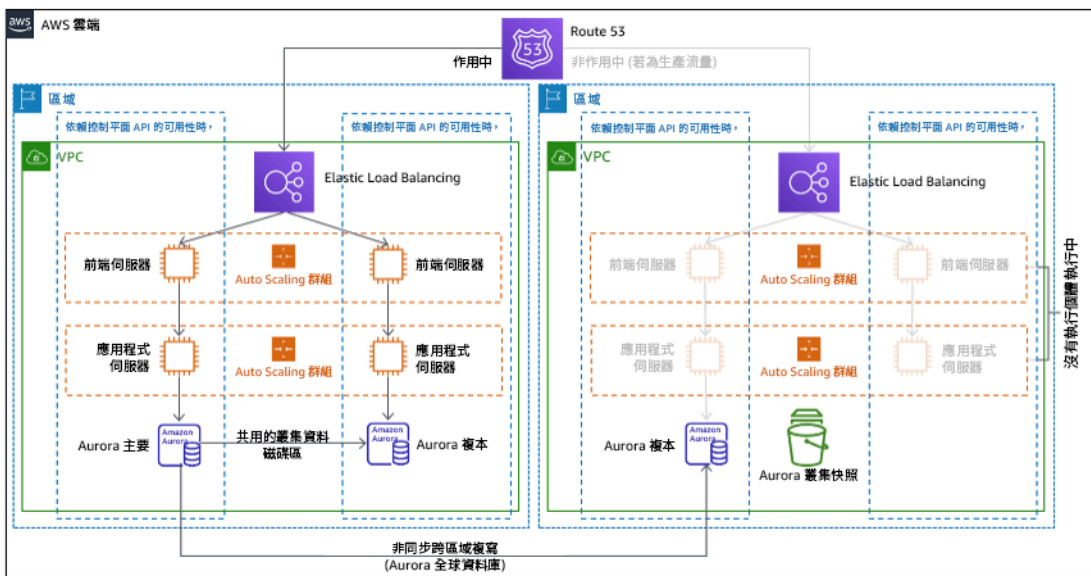 aws
AWS 雲端
Route 53
53
作用中
非作用中 (若為生產流量)
區域
依賴控制平面 API 的可用性時，
依賴控制平面 API 的可用性時，
VPC
Elastic Load Balancing
前端伺服器
Auto Scaling 群組
前端伺服器
應用程式
伺服器
Auto Scaling 群組
應用程式
伺服器
Aurora 主要
Amazon
Aurora
共用的叢集資料
磁碟區
Amazon
Aurora
Aurora 複本
區域
依賴控制平面 API 的可用性時，
依賴控制平面 API 的可用性時，
VPC
Elastic Load Balancing
前端伺服器
Auto Scaling 群組
前端伺服器
應用程式
伺服器
Auto Scaling 群組
應用程式
伺服器
沒有執行個體執行中
Aurora 複本
Amazon
Aurora
Aurora 叢集快照
非同步跨區域複寫
(Aurora 全球資料庫)